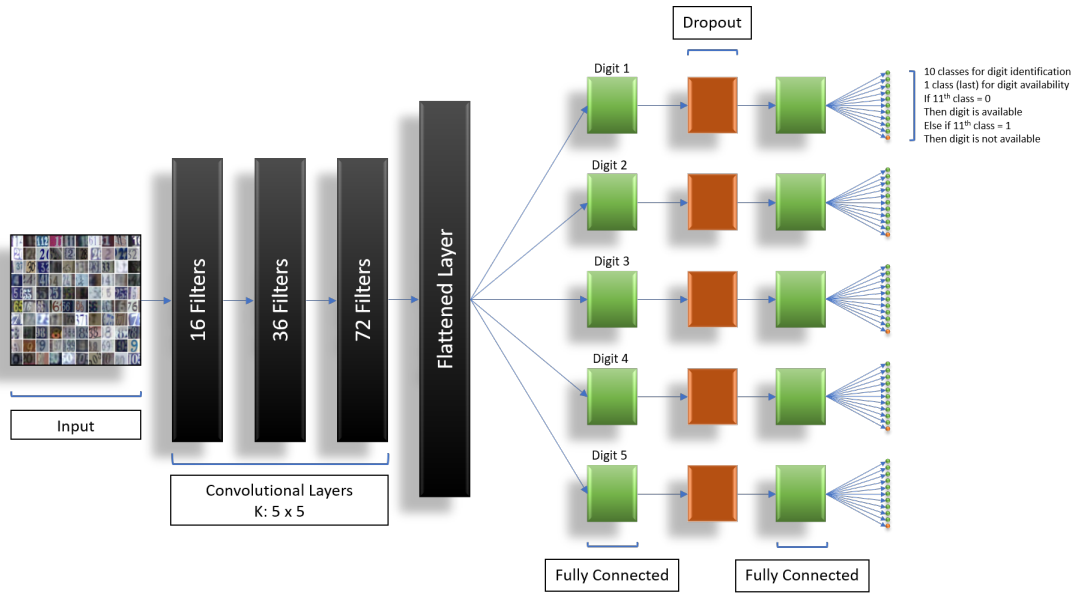 Dropout
Digit 1
10 classes for digit identification
1 class (last) for digit availability
If 11th class = 0
Then digit is available
Else if 11th class = 1
Then digit is not available
Digit 2
Digit 3
Digit 4
Digit 5
16 Filters
36 Filters
72 Filters
Flattened Layer
Input
Convolutional Layers
K: 5 x 5
Fully Connected
Fully Connected